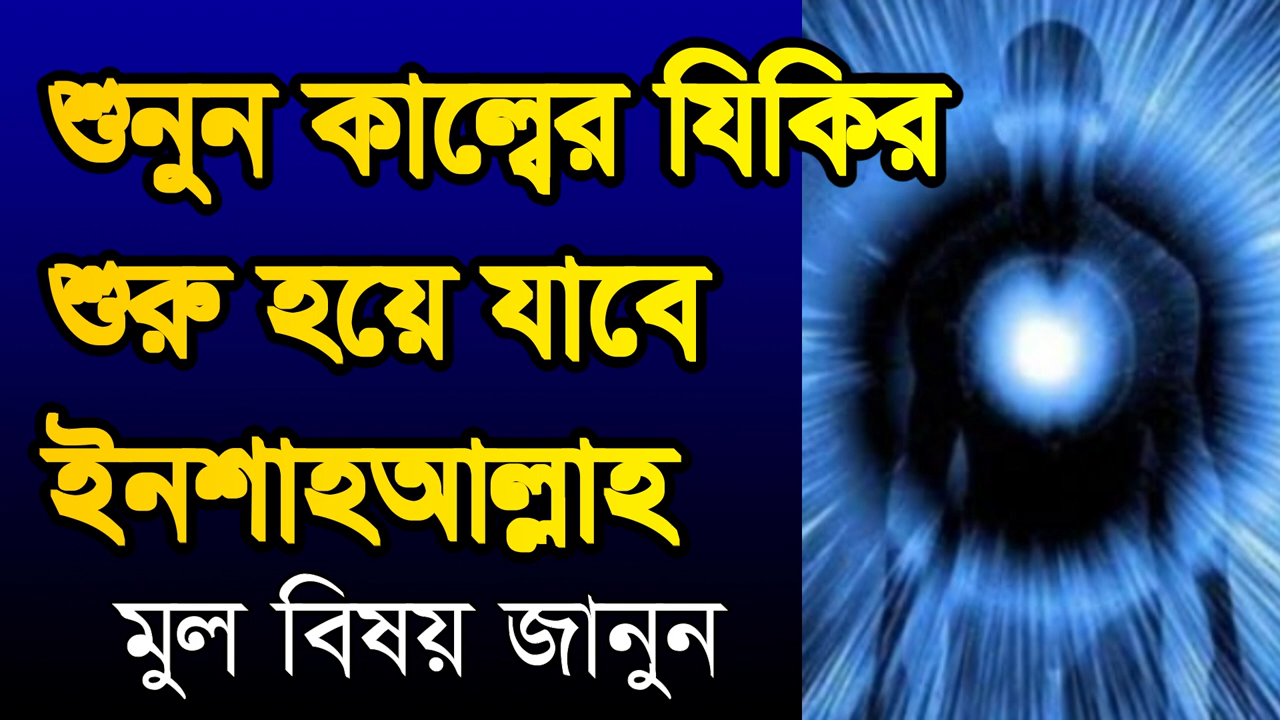 শুনুন কাল্বের যিকির
শুরু হয়ে যাবে
ইনশাহআল্লাহ
মুল বিষয় জানুন